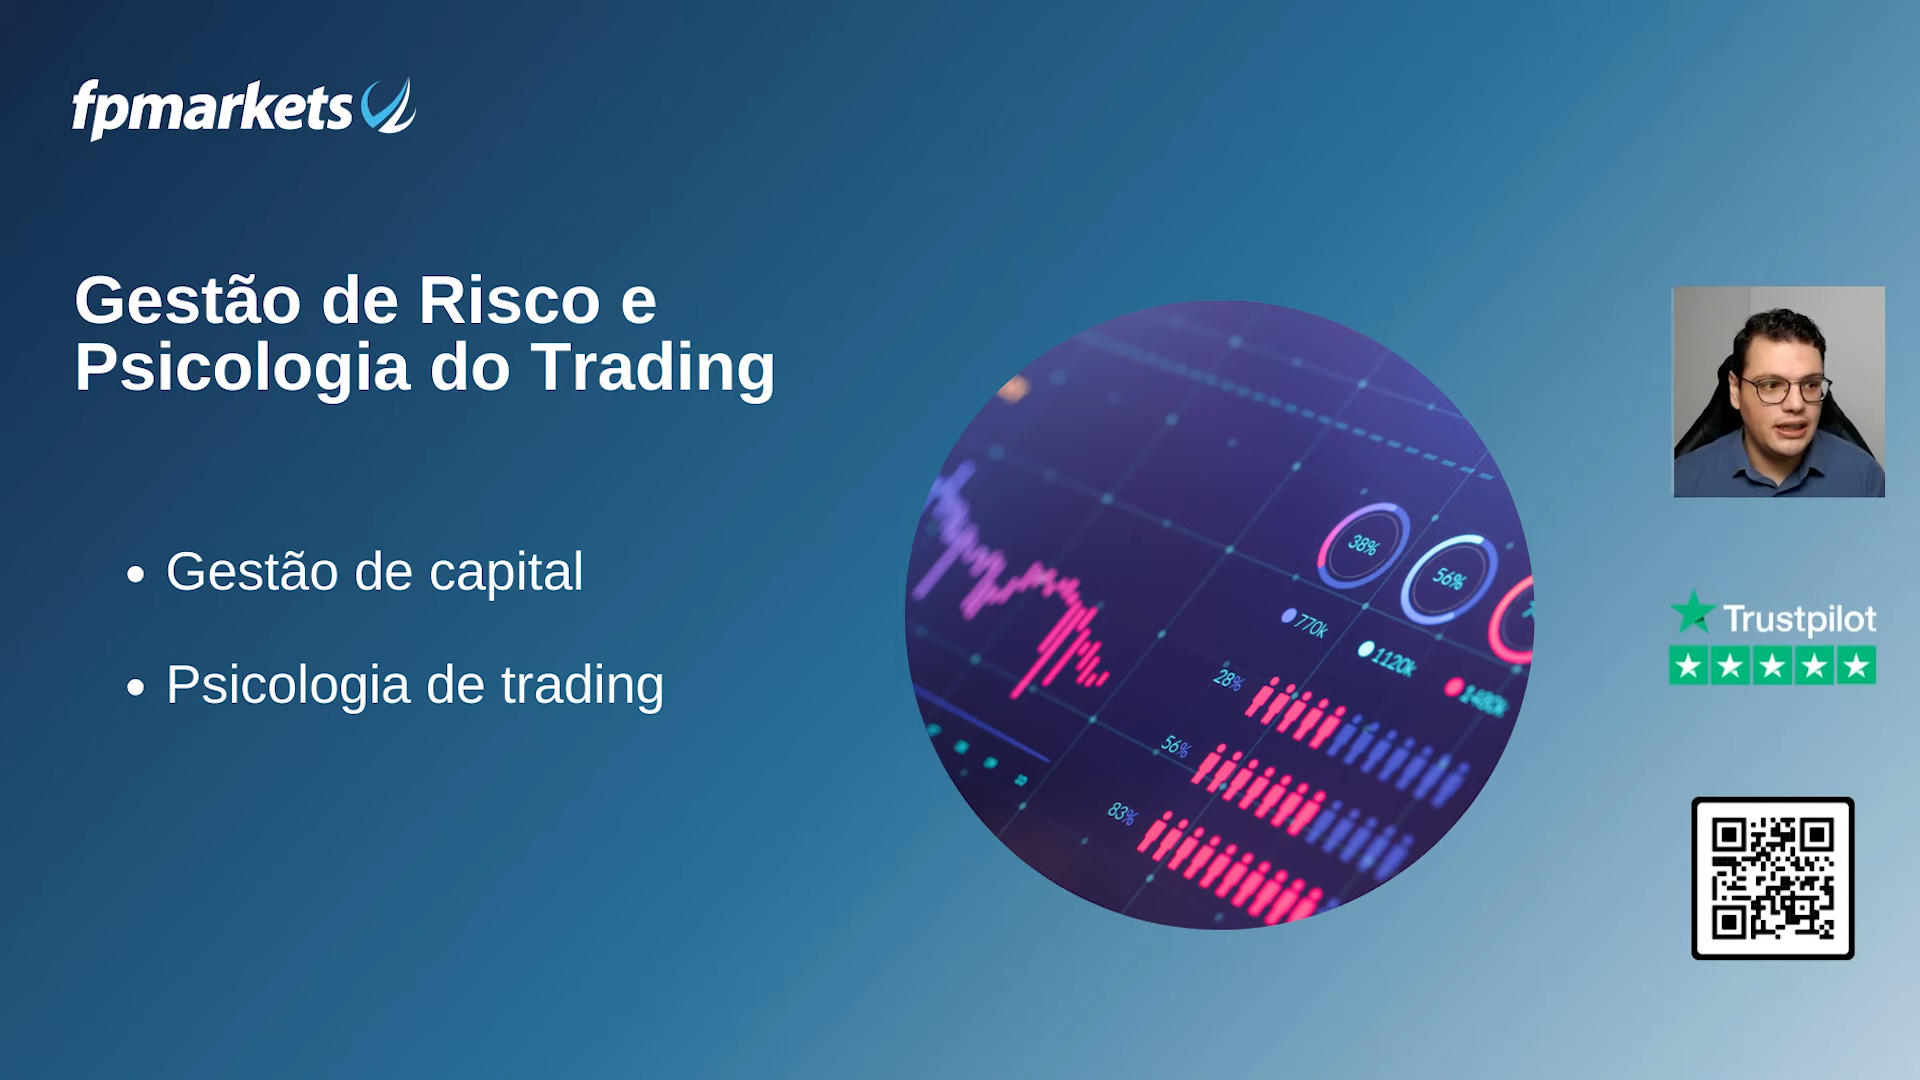 fpmarkets
Gestão de Risco e
Psicologia do Trading
• Gestão de capital
• Psicologia de trading
38%
56%
770k
1120k
28%
56%
83%
Trustpilot